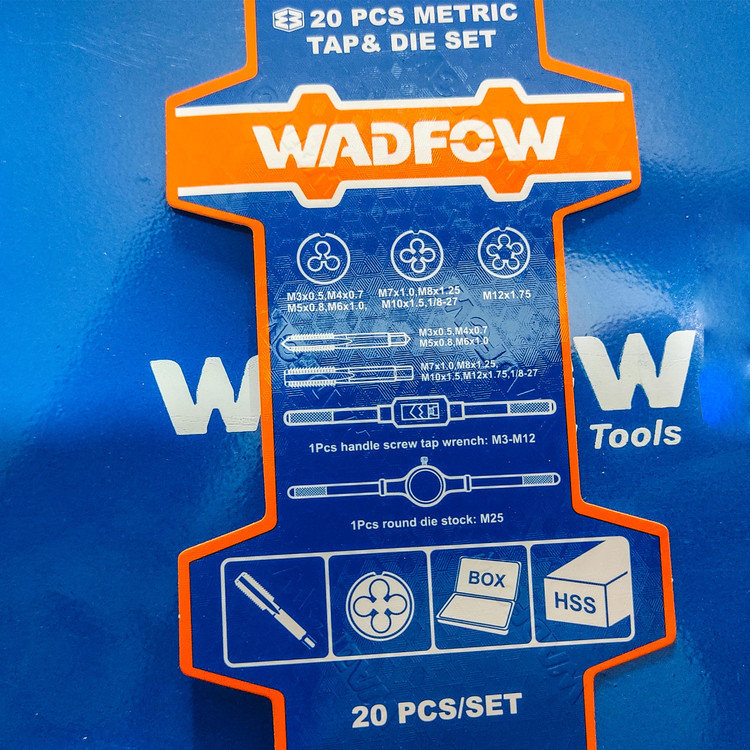 20 PCS METRIC
TAP& DIE SET
WADFOW
M3x0.5,M4x0.7
M5x0.8,M6x1.0,
M7x1.0,M8x1.25
M10x1.5,1/8-27
M12x1.75
M3x0.5,M4x0.7
M5x0.8,M6x1.0
M7x1.0,M8x1.25,
M10x1.5,M12x1.75,1/8-27
W
W
1Pcs handle screw tap wrench: M3-M12
Tools
1Pcs round die stock: M25
BOX
HSS
20 PCS/SET